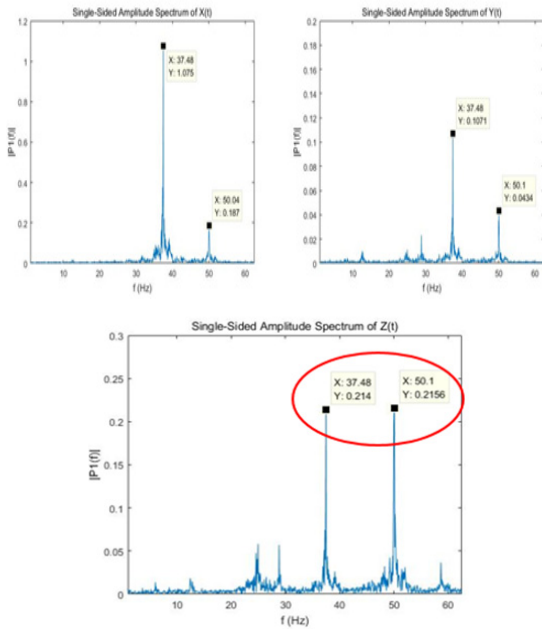 Single-Sided Amplitude Spectrum of X(t)
1.2
1
0.8
0.6
0.4
0.2
0
|P1(f)|
X: 37.48
Y: 1.075
X: 50.04
Y: 0.187
10 20 30 40 50 60
f (Hz)
Single-Sided Amplitude Spectrum of Y(t)
0.2
0.18
0.16
0.14
0.12
0.1
0.08
0.06
0.04
0.02
0
|P1(f)|
X: 37.48
Y: 0.1071
X: 50.1
Y: 0.0434
10 20 30 40 50 60
f (Hz)
Single-Sided Amplitude Spectrum of Z(t)
0.3
0.25
0.2
0.15
0.1
0.05
0
|P1(f)|
X: 37.48
Y: 0.214
X: 50.1
Y: 0.2156
10 20 30 40 50 60
f (Hz)